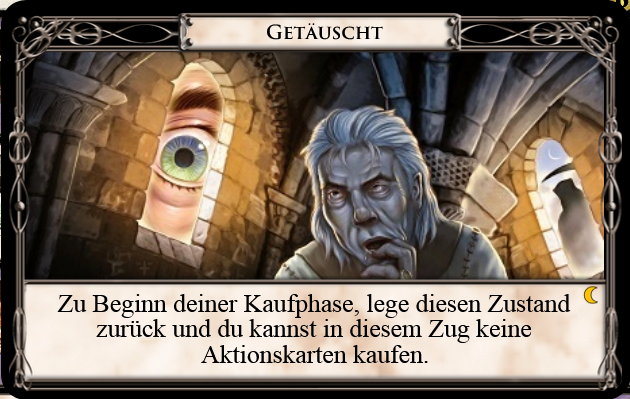 Getäuscht
Zu Beginn deiner Kaufphase, lege diesen Zustand
zurück und du kannst in diesem Zug keine
Aktionskarten kaufen.